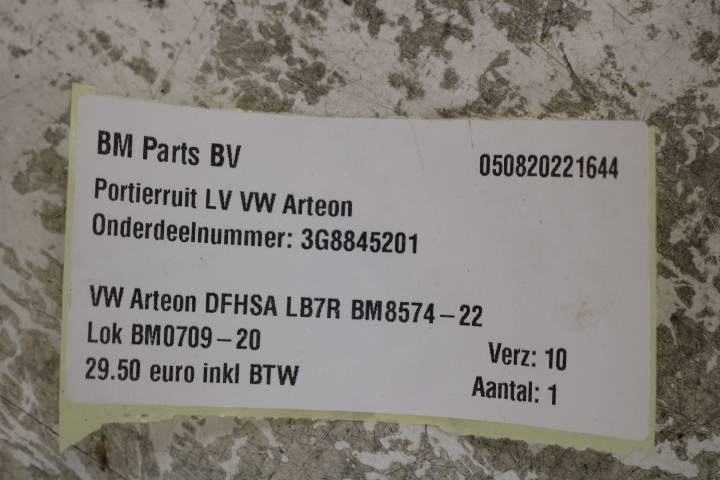 BM Parts BV 050820221644
Portierruit LV VW Arteon
Onderdeelnummer: 3G8845201
VW Arteon DFHSA LB7R BM8574-22
Lok BM0709-20 Verz: 10
29.50 euro inkl BTW Aantal: 1